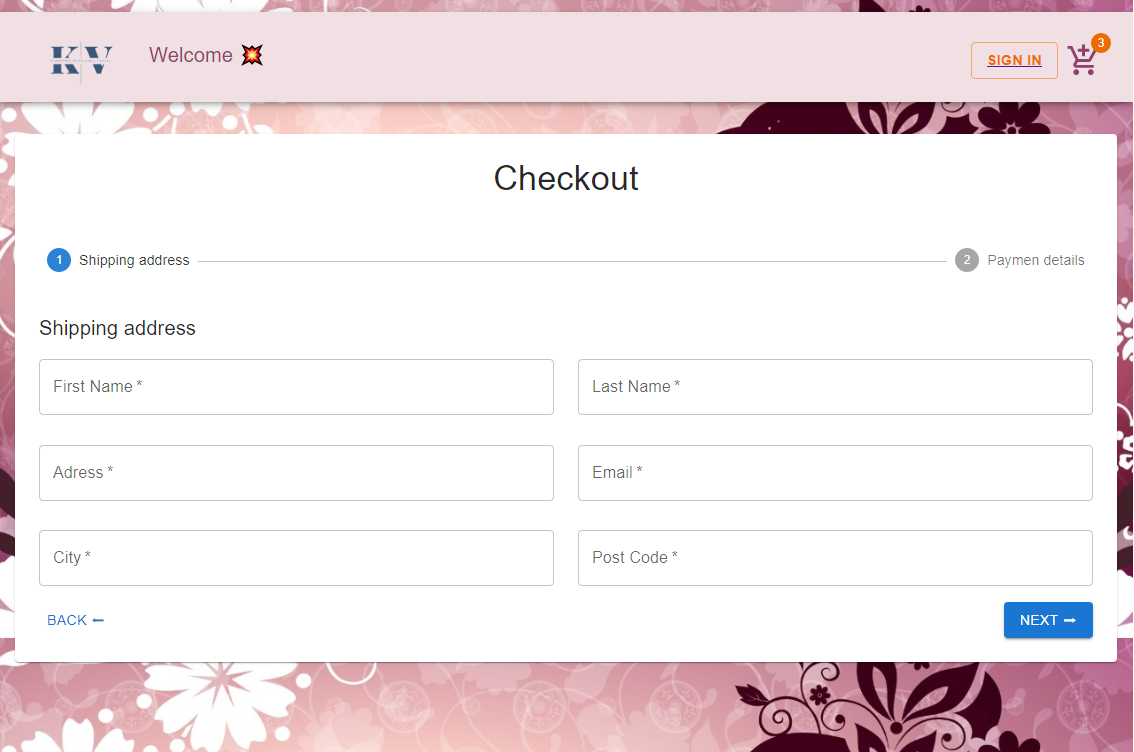 KV
Welcome 💥
SIGN IN
3
Checkout
1 Shipping address
2 Paymen details
Shipping address
First Name *
Last Name *
Adress *
Email *
City *
Post Code *
BACK ⬅
NEXT ➡